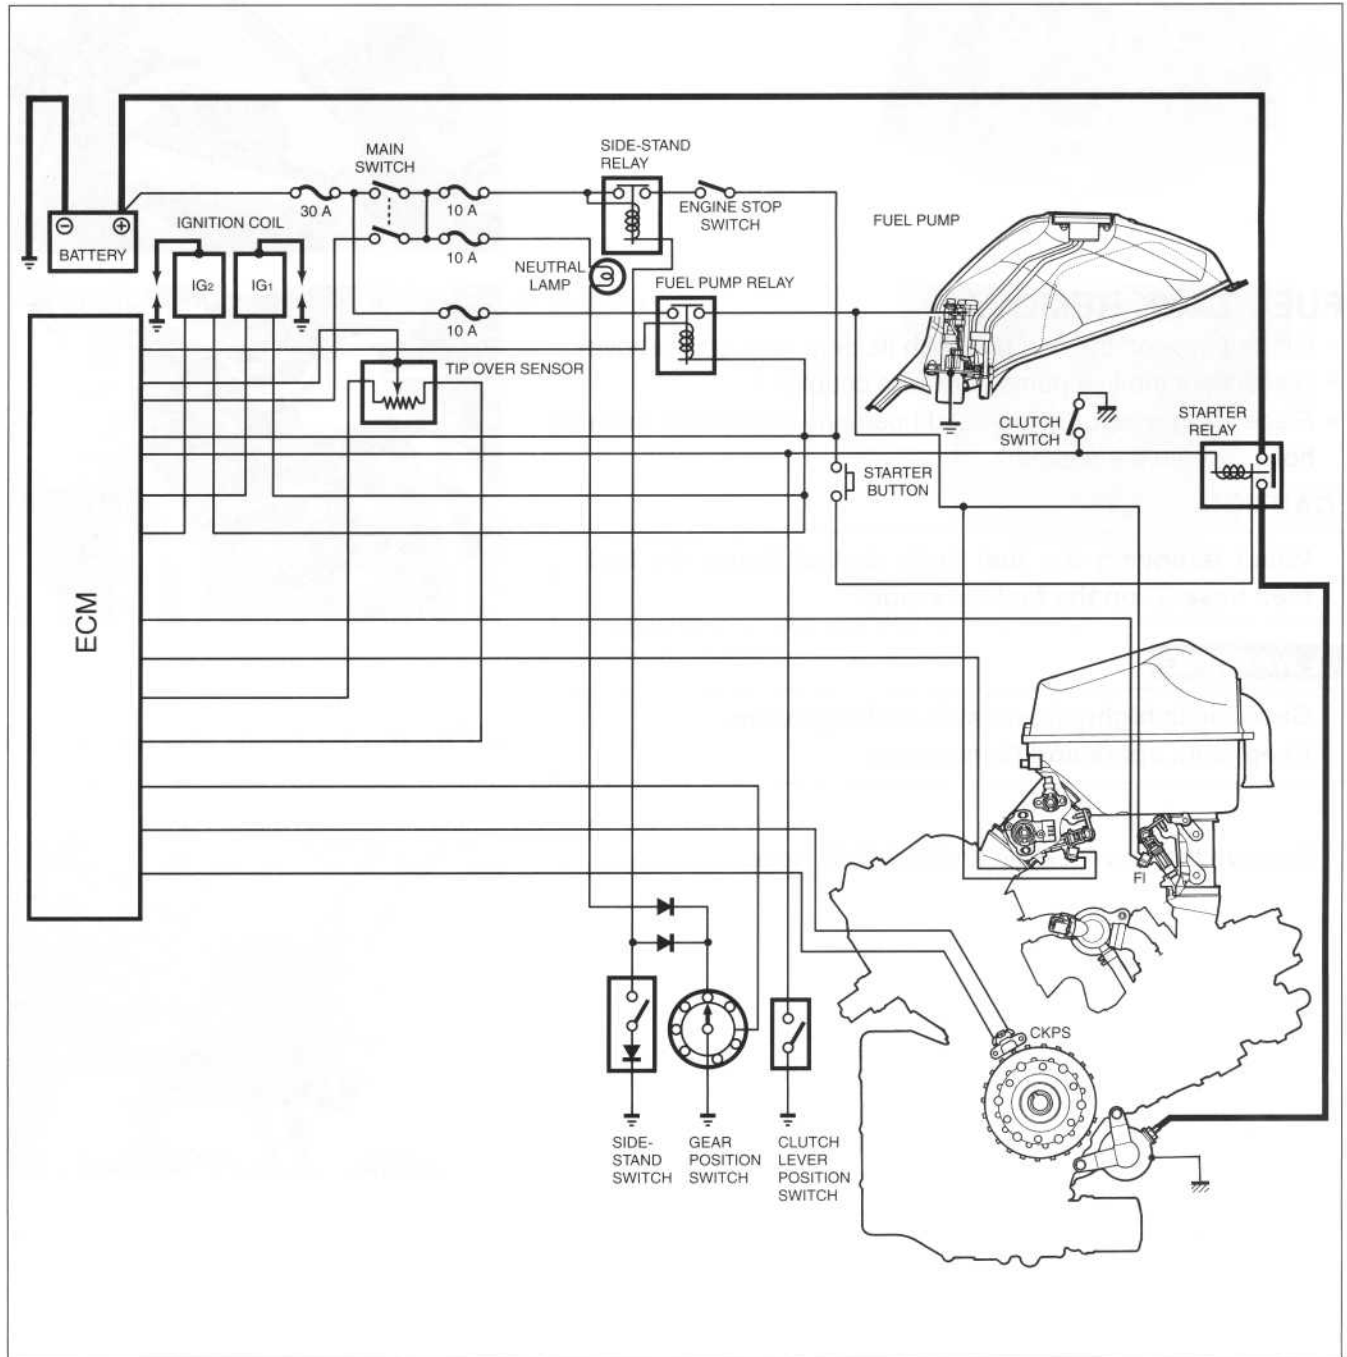 MAIN
SWITCH
SIDE-STAND
RELAY
30 A
10 A
ENGINE STOP
SWITCH
FUEL PUMP
IGNITION COIL
BATTERY
IG2
IG1
10 A
NEUTRAL
LAMP
FUEL PUMP RELAY
10 A
TIP OVER SENSOR
CLUTCH
SWITCH
STARTER
RELAY
STARTER
BUTTON
ECM
FI
CKPS
SIDE-
STAND
SWITCH
GEAR
POSITION
SWITCH
CLUTCH
LEVER
POSITION
SWITCH